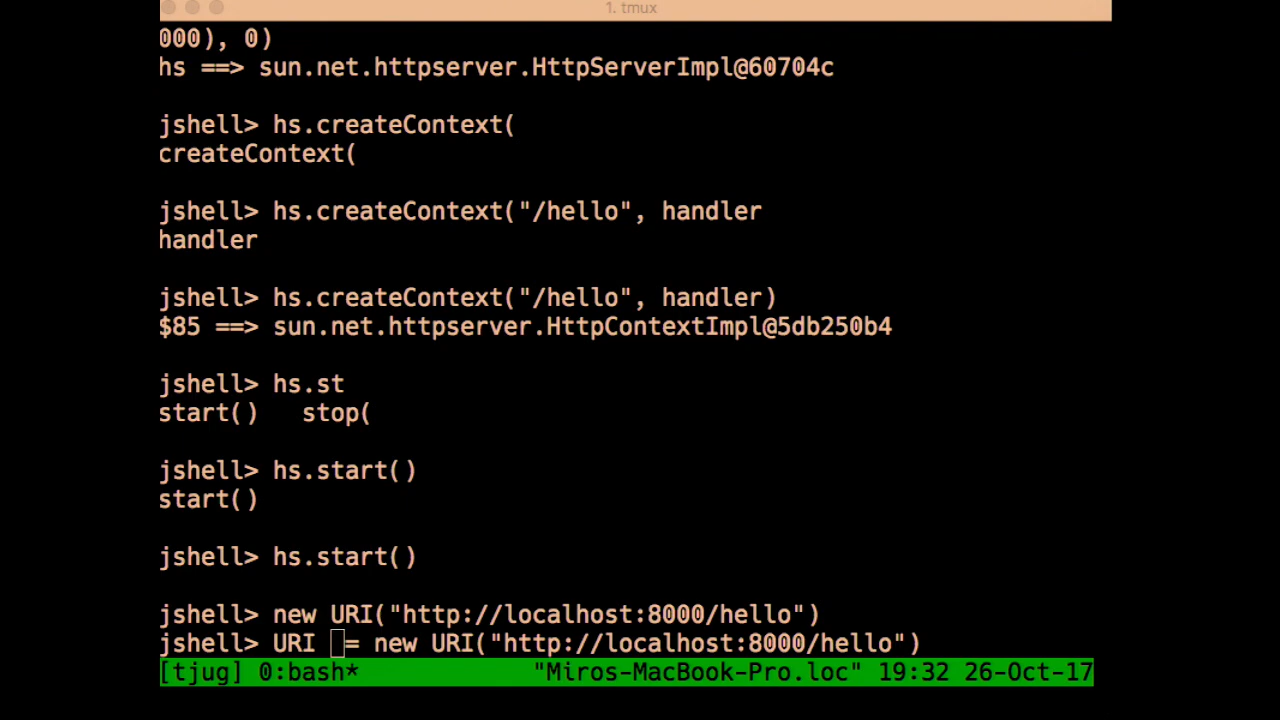 1. tmux
000), 0)
hs ==> sun.net.httpserver.HttpServerImpl@60704c
jshell> hs.createContext(
createContext(
jshell> hs.createContext("/hello", handler
handler
jshell> hs.createContext("/hello", handler)
$85 ==> sun.net.httpserver.HttpContextImpl@5db250b4
jshell> hs.st
start()   stop(
jshell> hs.start()
start()
jshell> hs.start()
jshell> new URI("http://localhost:8000/hello")
jshell> URI = new URI("http://localhost:8000/hello")
[tjug] 0:bash* "Miros-MacBook-Pro.loc" 19:32 26-Oct-17